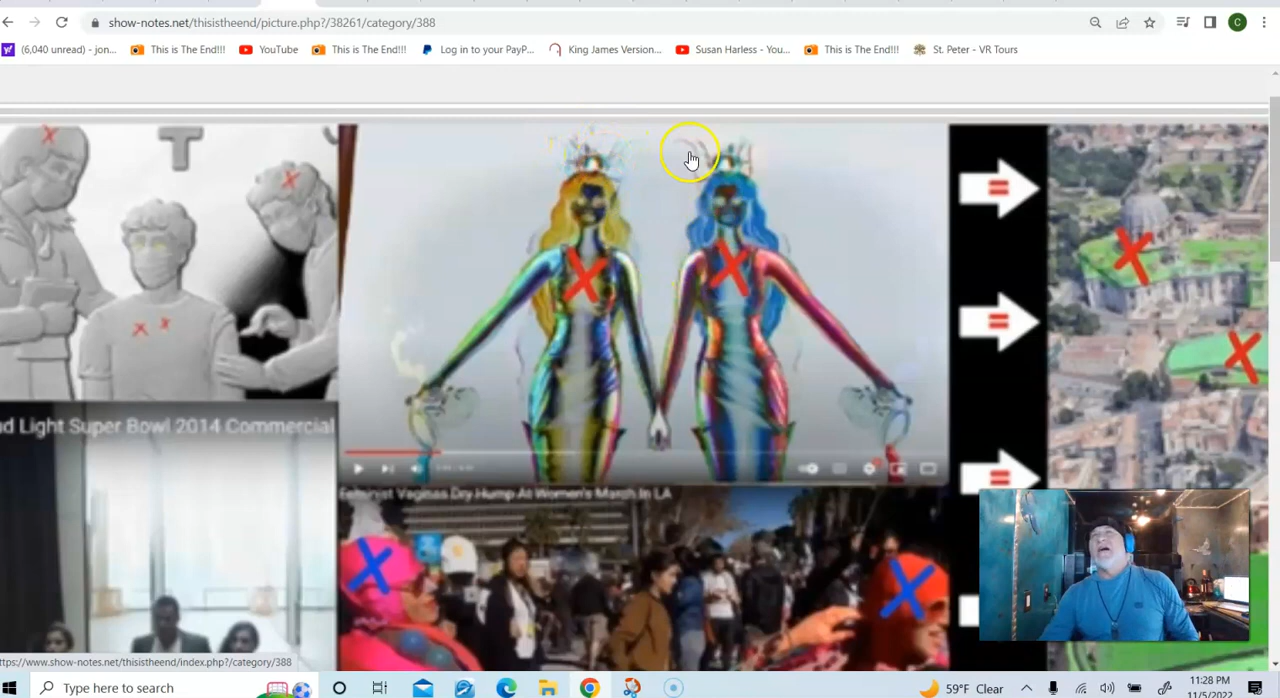 show-notes.net/thisistheend/picture.php?/38261/category/388
C
(6,040 unread) - jon...
This is The End!!!
YouTube
This is The End!!!
Log in to your PayP...
King James Version...
Susan Harless - You...
This is The End!!!
St. Peter - VR Tours
T
X
X
X X
X
X
=
=
=
=
X
X
d Light Super Bowl 2014 Commercial
Feminist Vaginas Dry Hump At Women's March In LA
X
X
ttps://www.show-notes.net/thisistheend/index.php?/category/388
Type here to search
59°F Clear
11:28 PM
11/5/2022